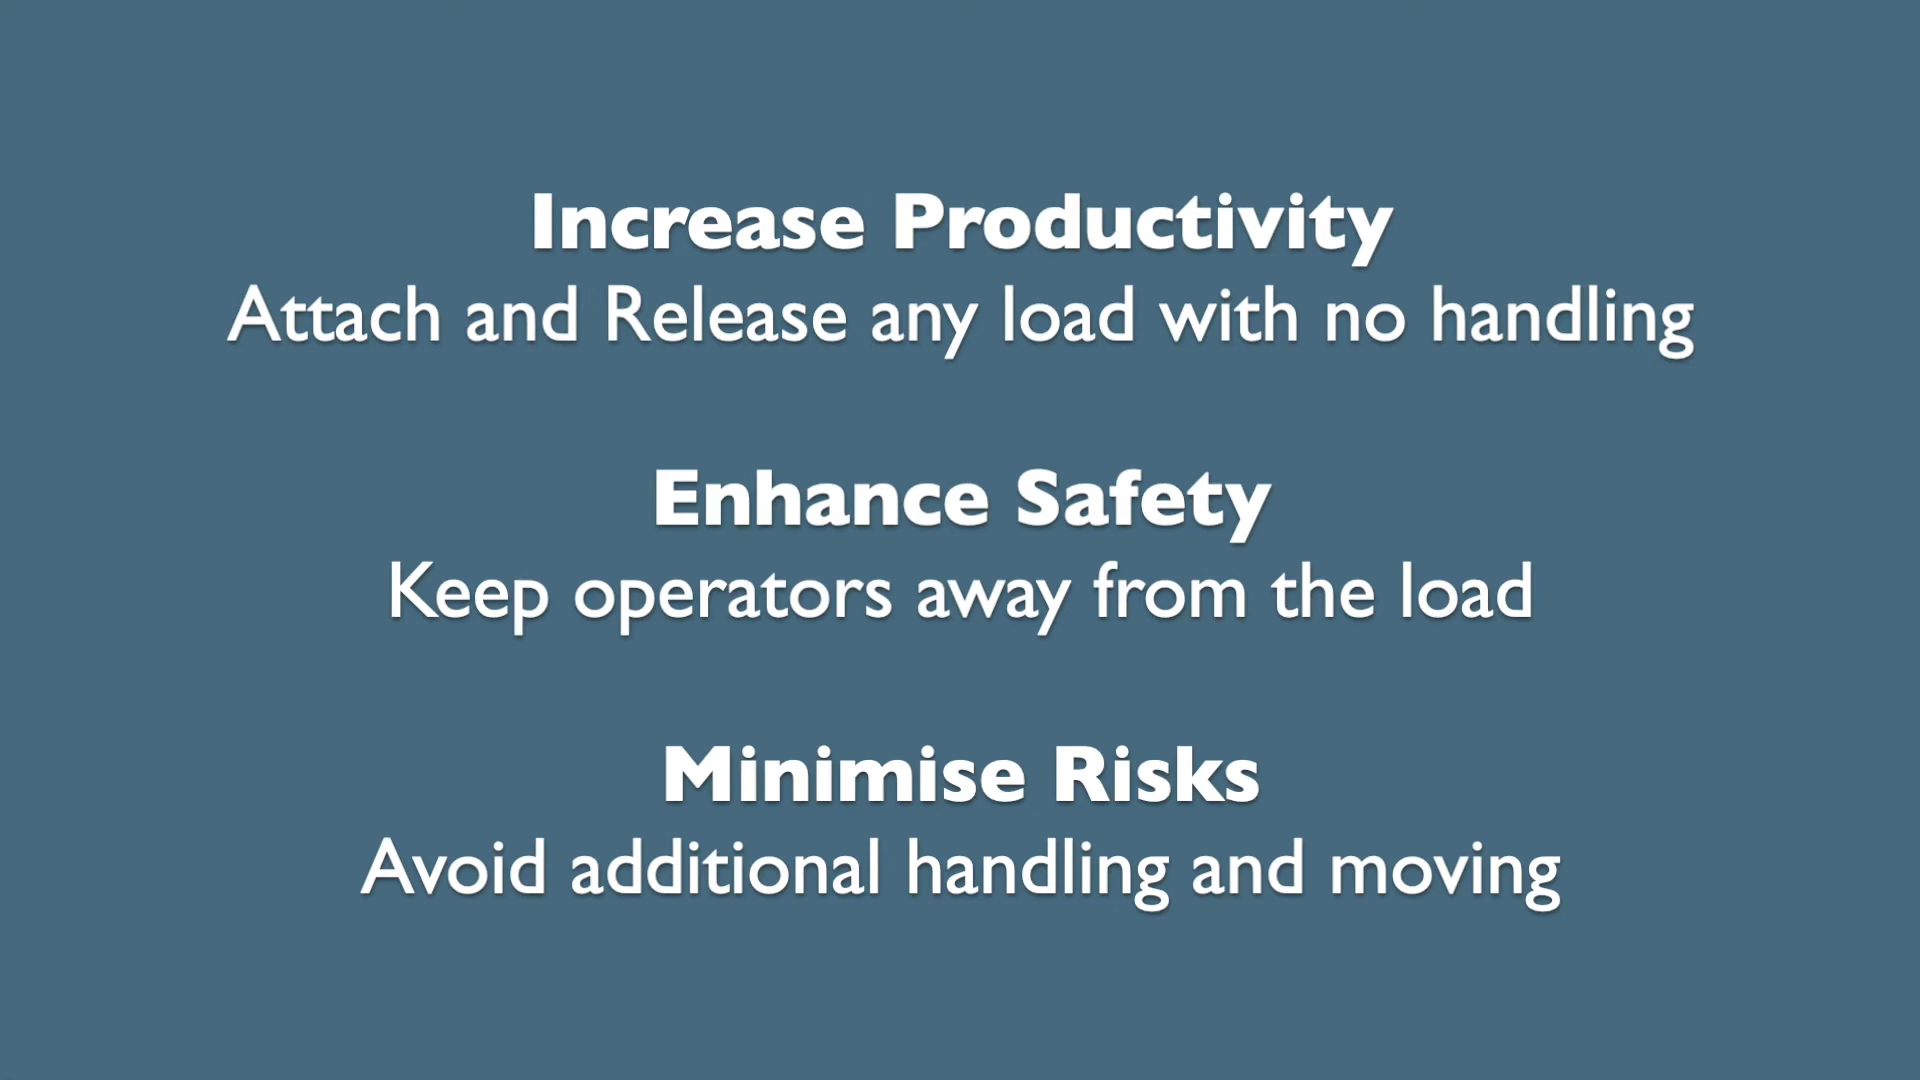 Increase Productivity
Attach and Release any load with no handling
Enhance Safety
Keep operators away from the load
Minimise Risks
Avoid additional handling and moving